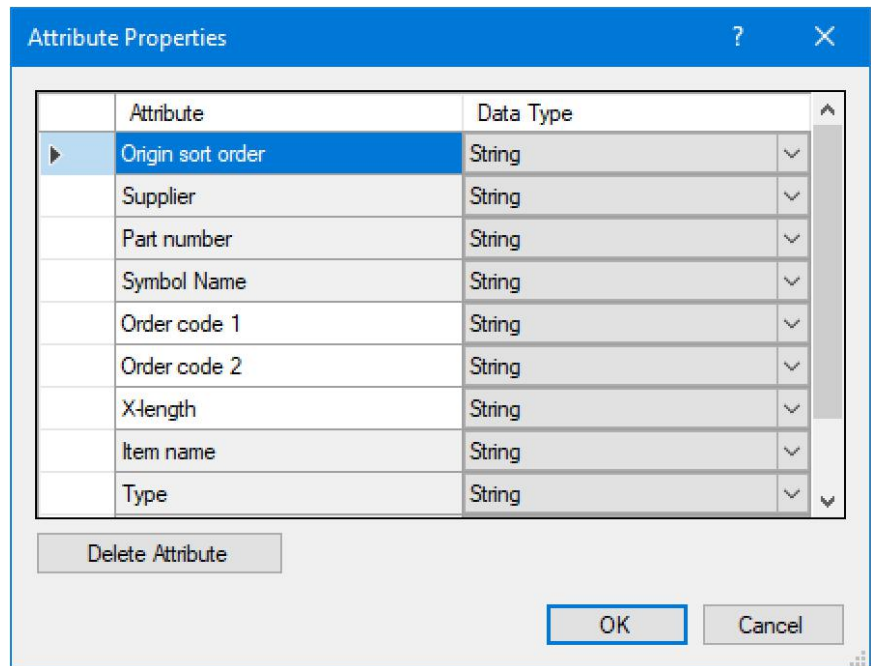 Attribute Properties ?
Attribute Data Type
Origin sort order String
Supplier String
Part number String
Symbol Name String
Order code 1 String
Order code 2 String
X-length String
Item name String
Type String
Delete Attribute
OK Cancel